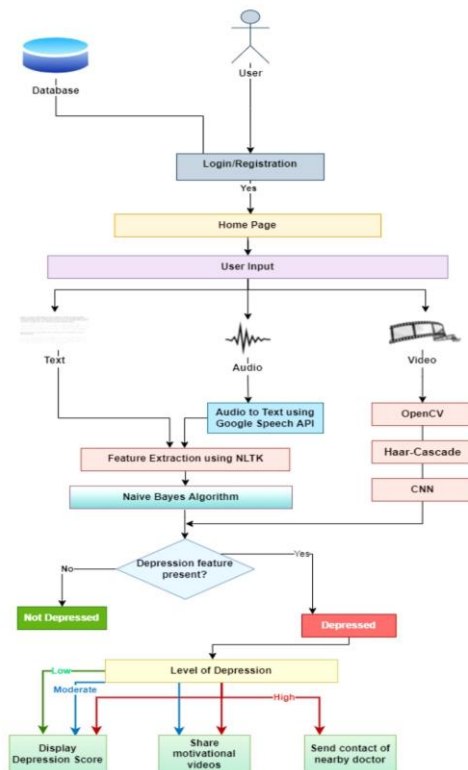 User
Database
Login/Registration
Yes
Home Page
User Input
Text
Audio
Video
Audio to Text using
Google Speech API
OpenCV
Feature Extraction using NLTK
Haar-Cascade
Naive Bayes Algorithm
CNN
Depression feature
present?
No
Yes
Not Depressed
Depressed
Level of Depression
Low
Moderate
High
Display
Depression Score
Share
motivational
videos
Send contact of
nearby doctor